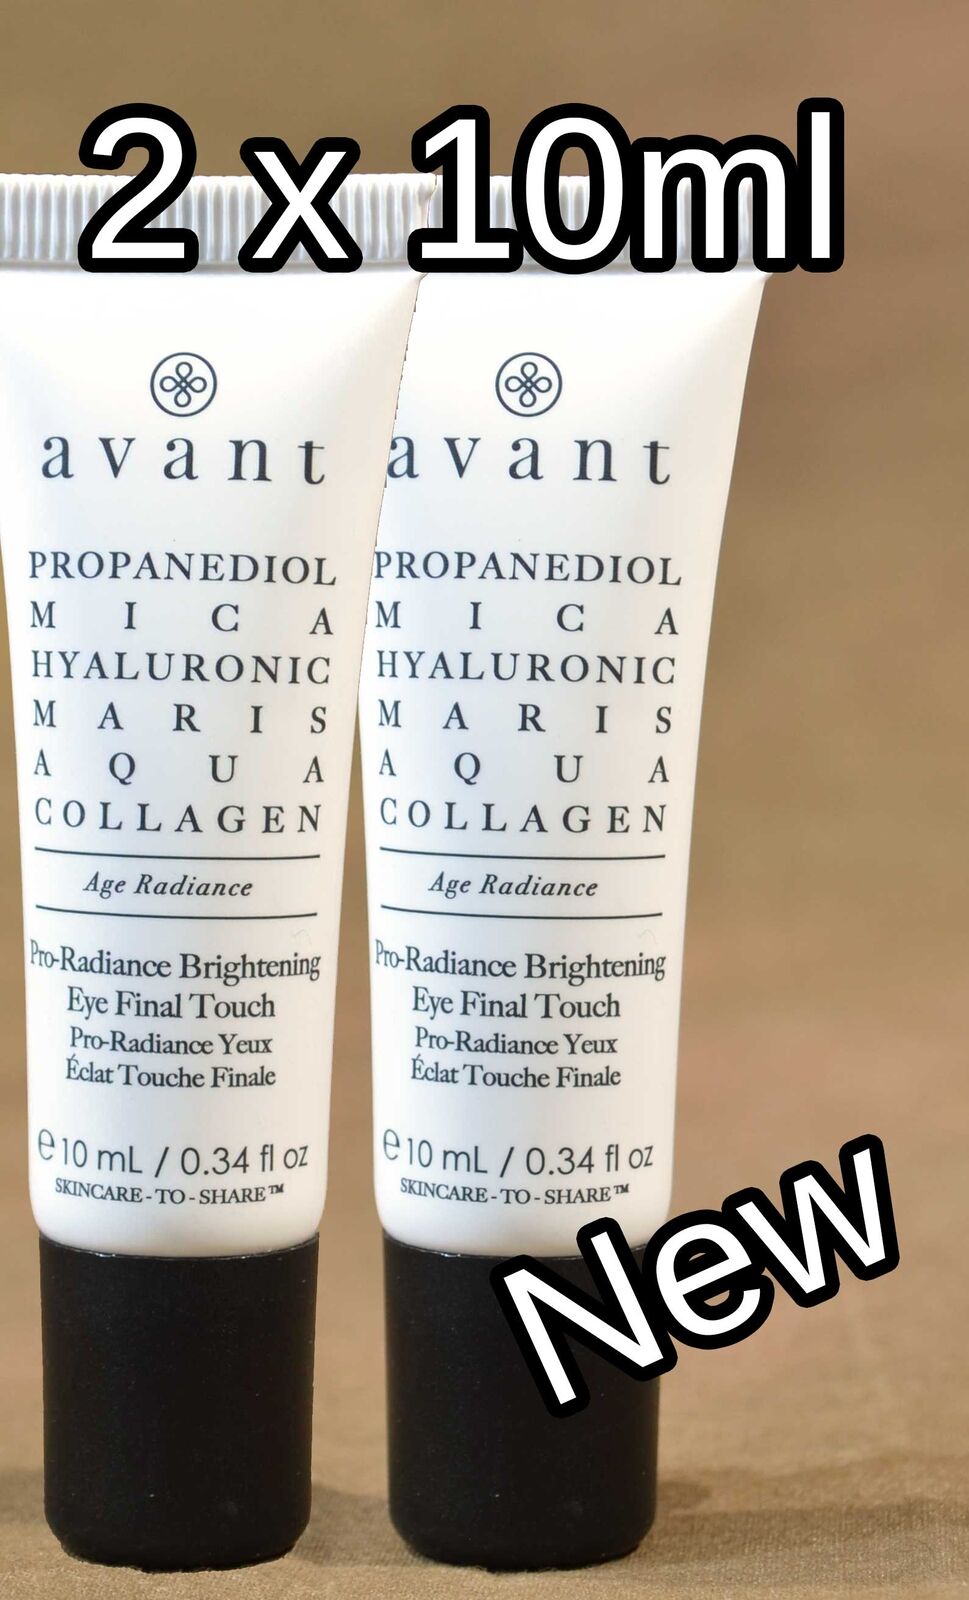 2 x 10ml
avant
PROPANEDIOL
MICA
HYALURONIC
MARIS
AQUA
COLLAGEN
Age Radiance
Pro-Radiance Brightening
Eye Final Touch
Pro-Radiance Yeux
Éclat Touche Finale
℮10 mL / 0.34 fl oz
SKINCARE-TO-SHARE™
avant
PROPANEDIOL
MICA
HYALURONIC
MARIS
AQUA
COLLAGEN
Age Radiance
Pro-Radiance Brightening
Eye Final Touch
Pro-Radiance Yeux
Éclat Touche Finale
℮10 mL / 0.34 fl oz
SKINCARE-TO-SHARE™
New